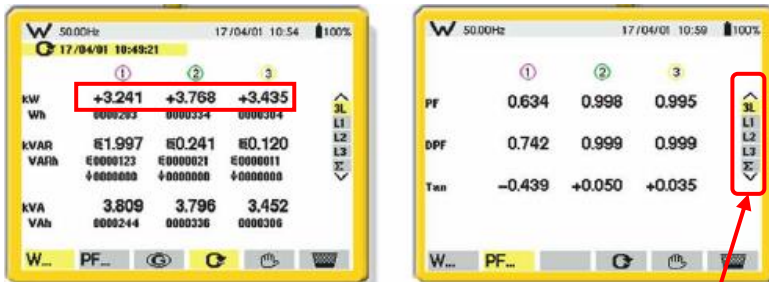 W 50.00Hz 17/04/01 10:54 100%
17/04/01 10:49:21
1 2 3
kW +3.241 +3.768 +3.435
Wh 0000203 0000334 0000304
kVAR 1.997 0.241 0.120
VARh 0000123 0000021 0000011
0000000 0000000 0000000
kVA 3.809 3.796 3.452
VAh 0000244 0000336 0000306
3L
L1
L2
L3
Σ
W... PF...
W 50.00Hz 17/04/01 10:59 100%
1 2 3
PF 0.634 0.998 0.995
DPF 0.742 0.999 0.999
Tan -0.439 +0.050 +0.035
3L
L1
L2
L3
Σ
W... PF...